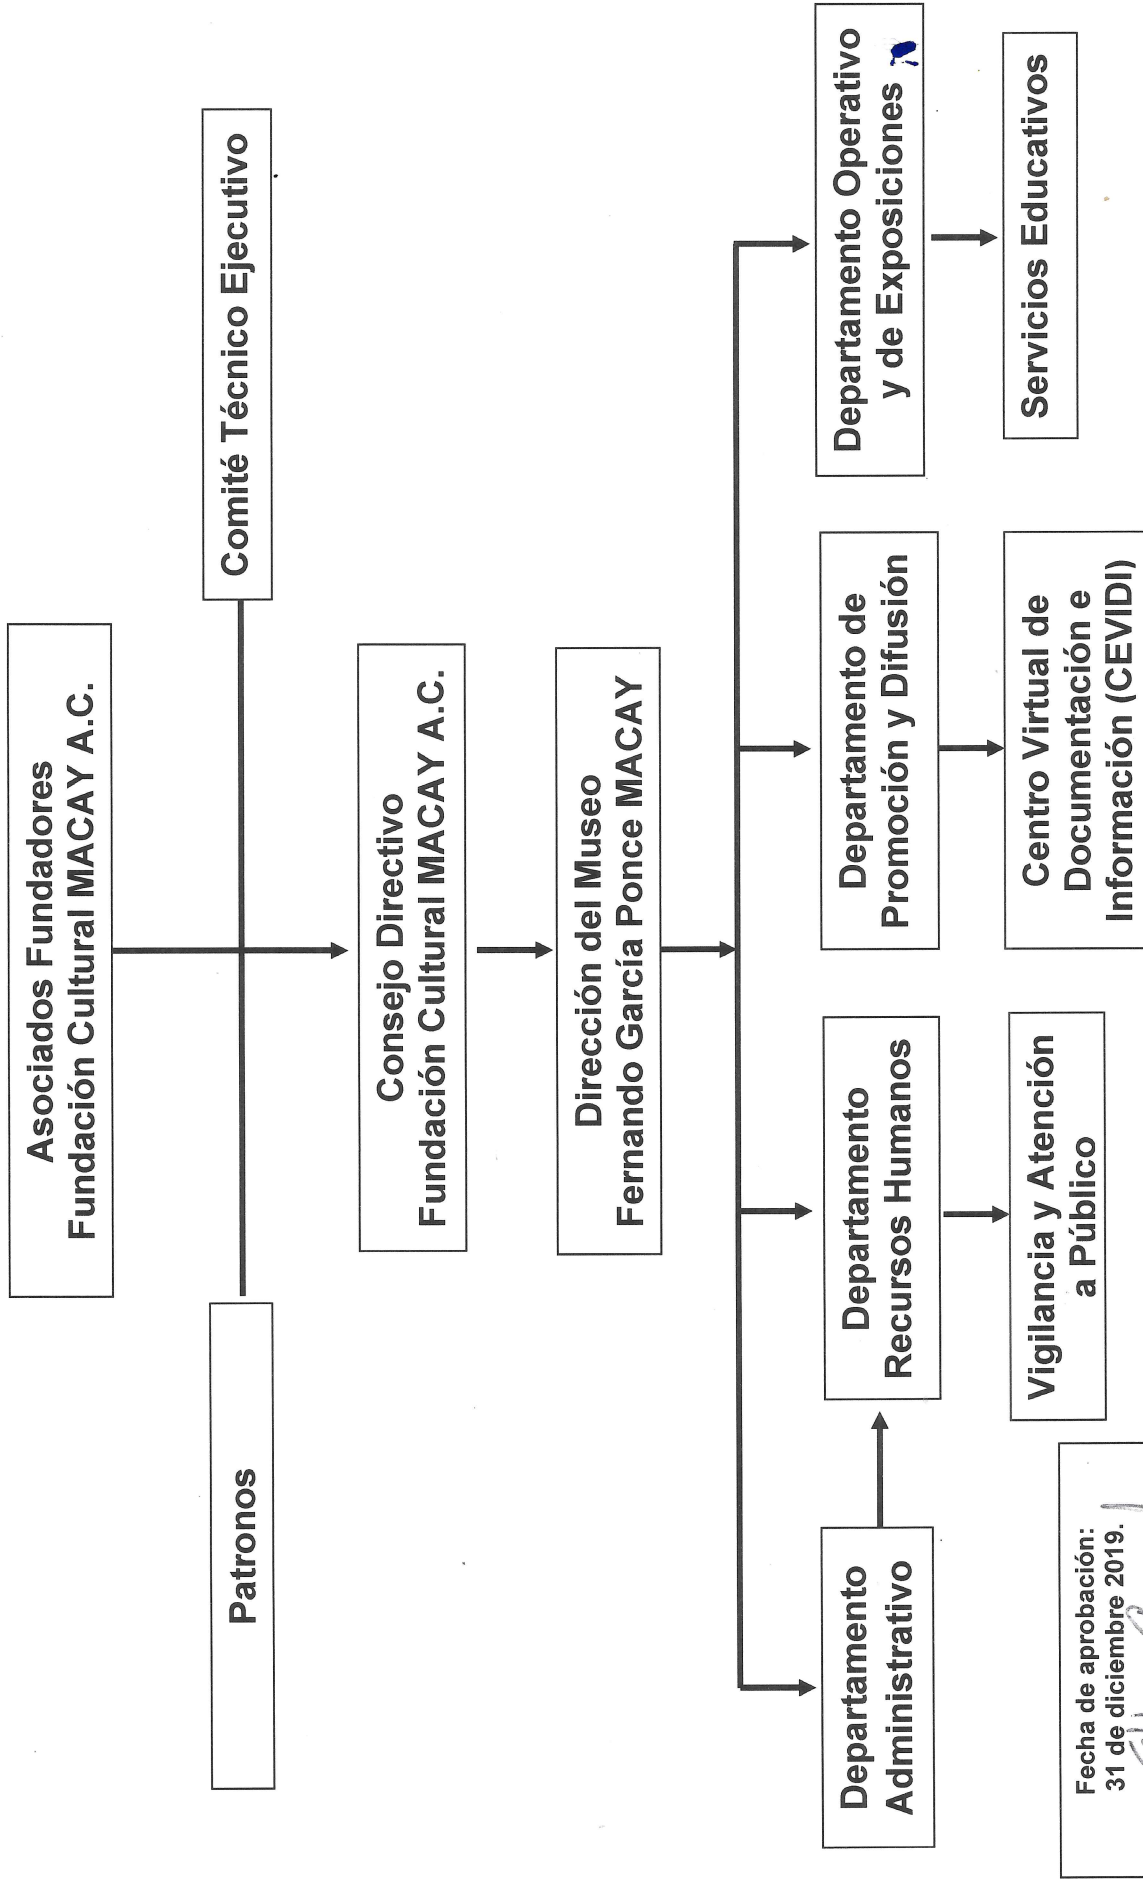 Asociados Fundadores
Fundación Cultural MACAY A.C.
Patronos
Comité Técnico Ejecutivo
Consejo Directivo
Fundación Cultural MACAY A.C.
Dirección del Museo
Fernando García Ponce MACAY
Departamento
Administrativo
Departamento
Recursos Humanos
Departamento de
Promoción y Difusión
Departamento Operativo
y de Exposiciones
Vigilancia y Atención
a Público
Centro Virtual de
Documentación e
Información (CEVIDI)
Servicios Educativos
Fecha de aprobación:
31 de diciembre 2019.